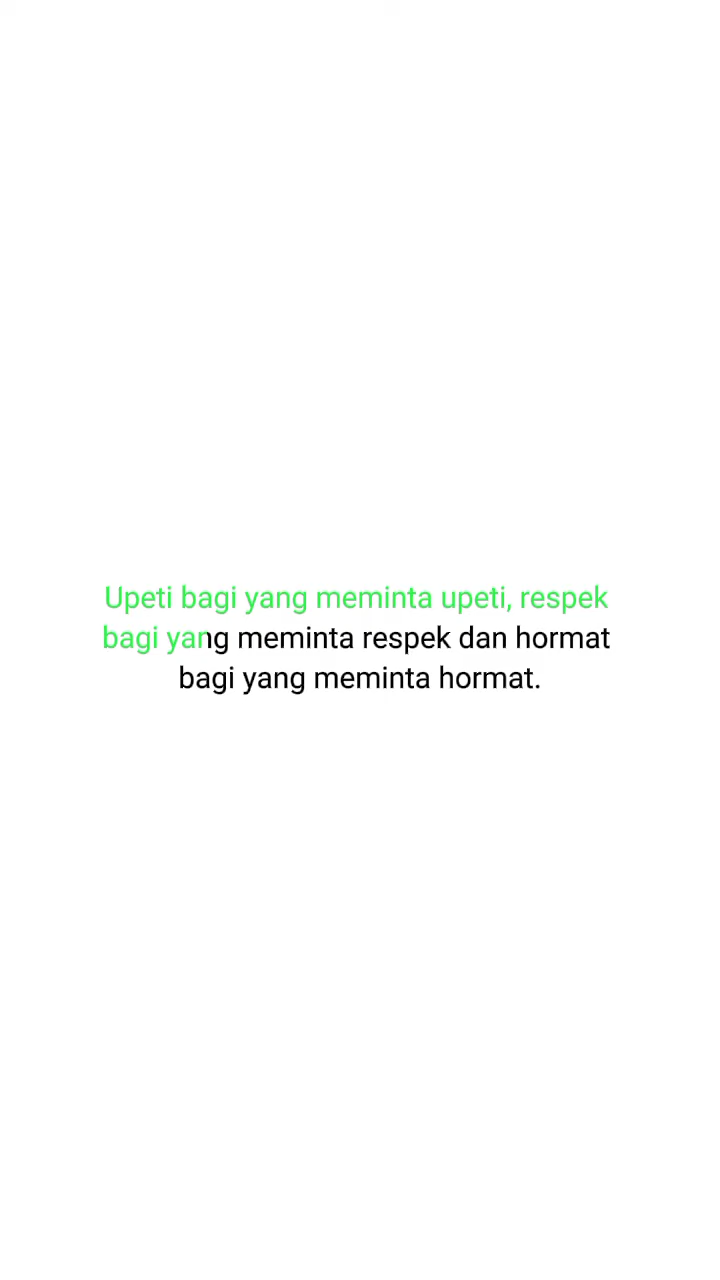 Upeti bagi yang meminta upeti, respek
bagi yang meminta respek dan hormat
bagi yang meminta hormat.